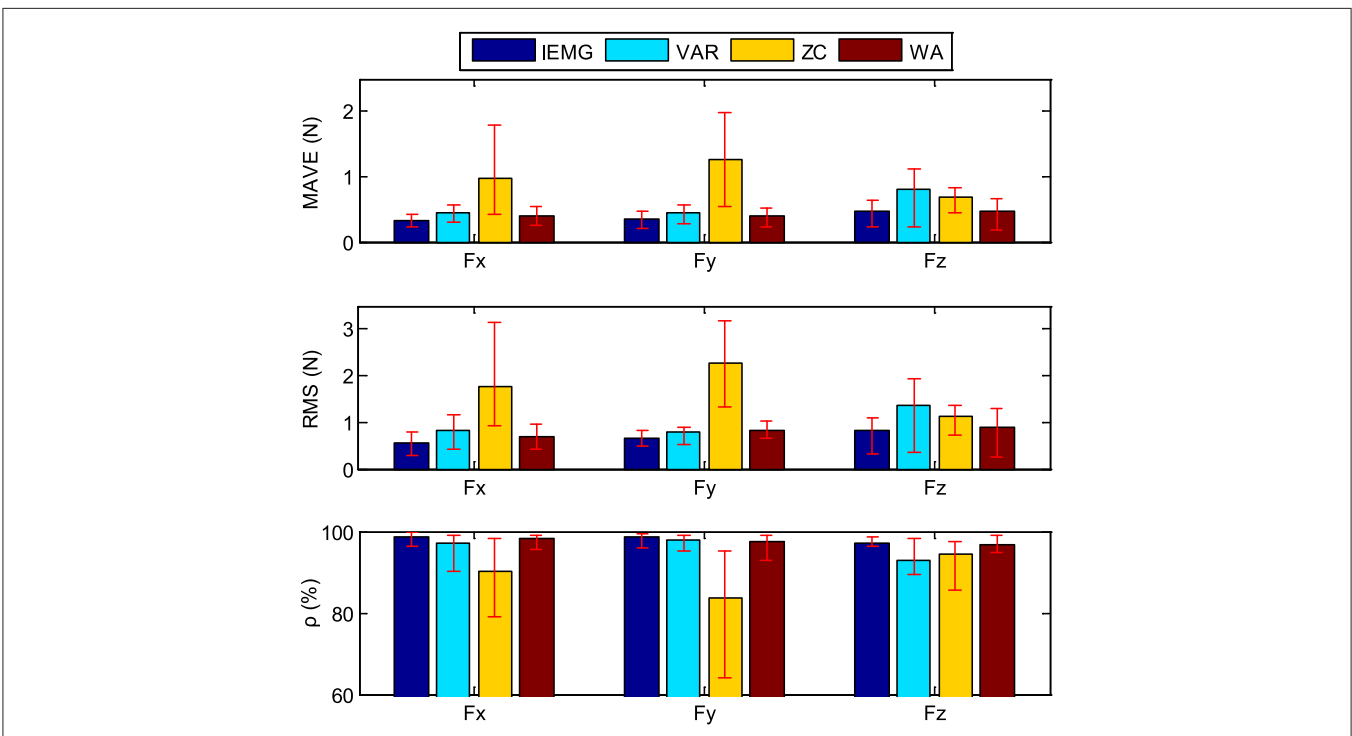 IEMG VAR ZC WA
MAVE (N)
2
1
0
Fx Fy Fz
RMS (N)
3
2
1
0
Fx Fy Fz
ρ (%)
100
80
60
Fx Fy Fz